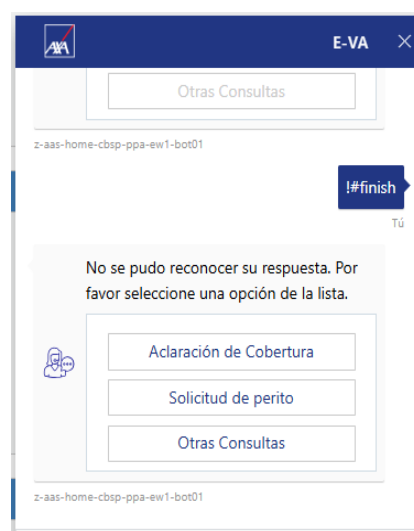 AXA
E-VA
Otras Consultas
z-aas-home-cbsp-ppa-ew1-bot01
!#finish
Tú
No se pudo reconocer su respuesta. Por
favor seleccione una opción de la lista.
Aclaración de Cobertura
Solicitud de perito
Otras Consultas
z-aas-home-cbsp-ppa-ew1-bot01